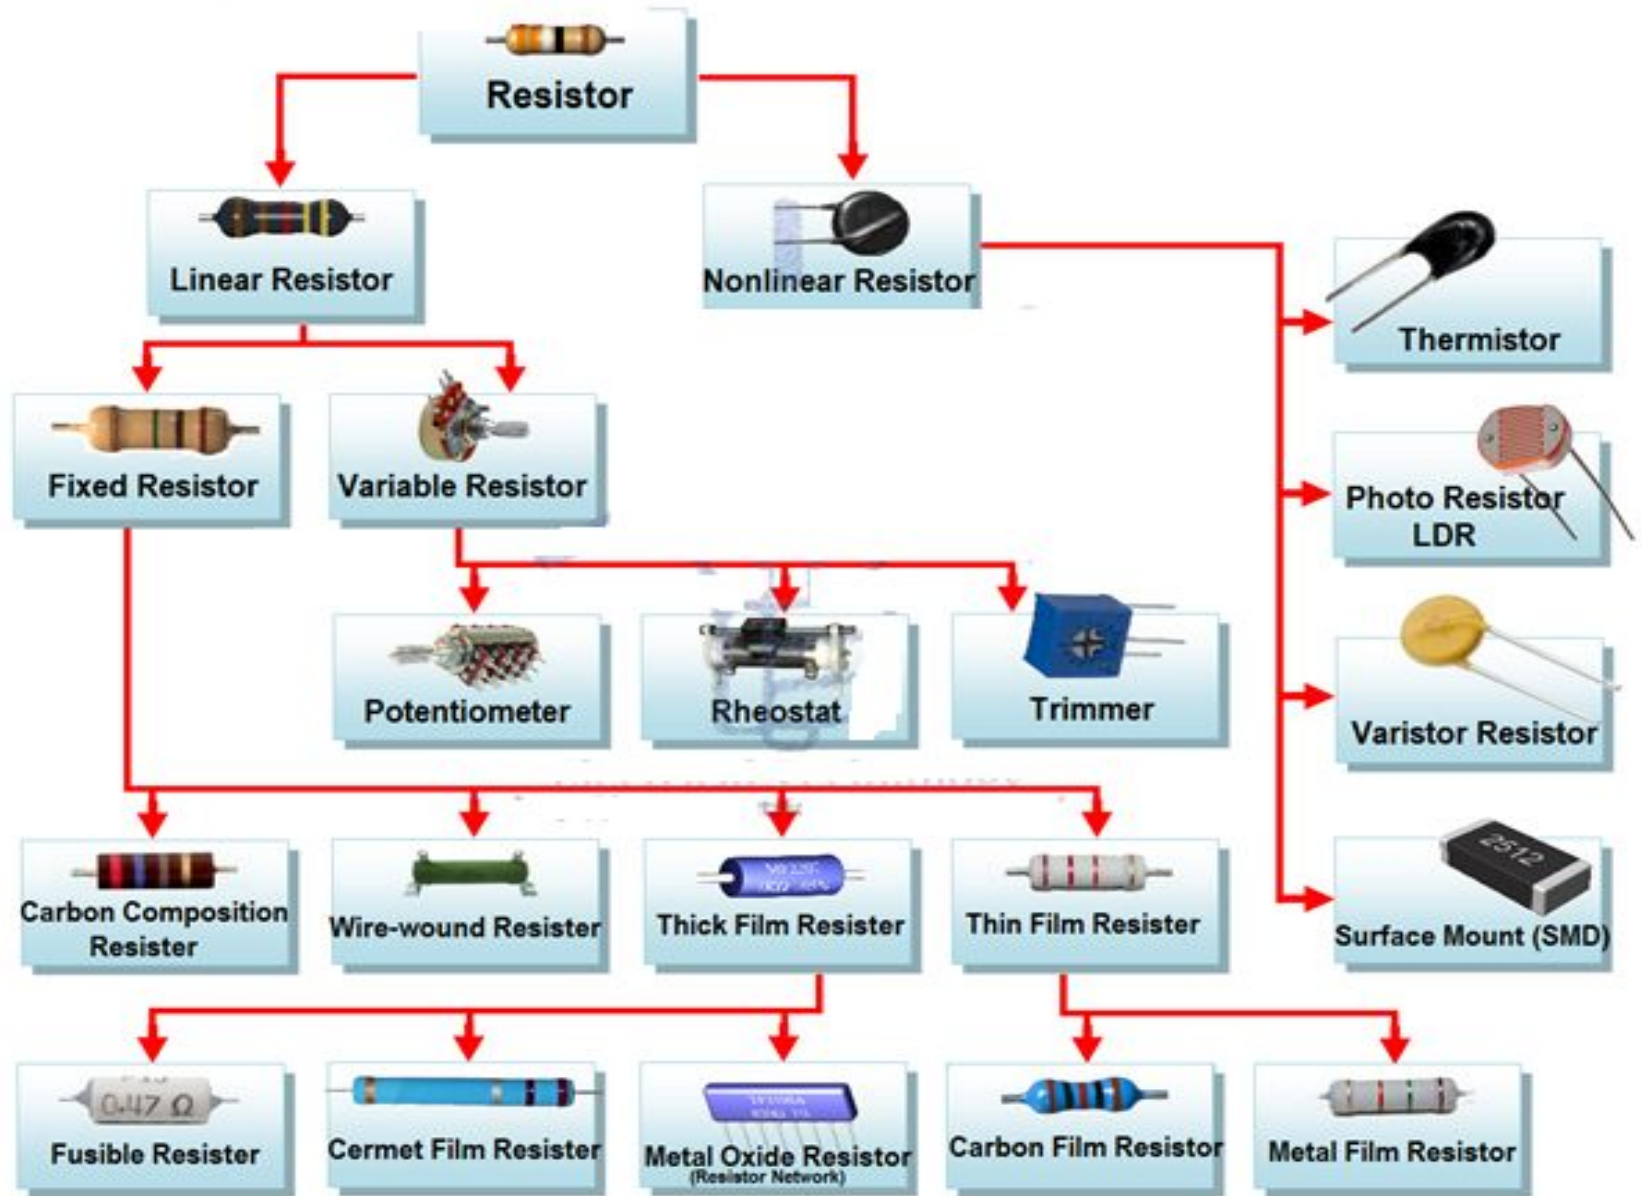 Resistor
Linear Resistor
Nonlinear Resistor
Thermistor
Fixed Resistor
Variable Resistor
Photo Resistor
LDR
Potentiometer
Rheostat
Trimmer
Varistor Resistor
2512
Carbon Composition
Resister
Wire-wound Resister
Thick Film Resister
Thin Film Resister
Surface Mount (SMD)
0.47 Ω
Fusible Resister
Cermet Film Resister
Metal Oxide Resistor
(Resistor Network)
Carbon Film Resistor
Metal Film Resistor